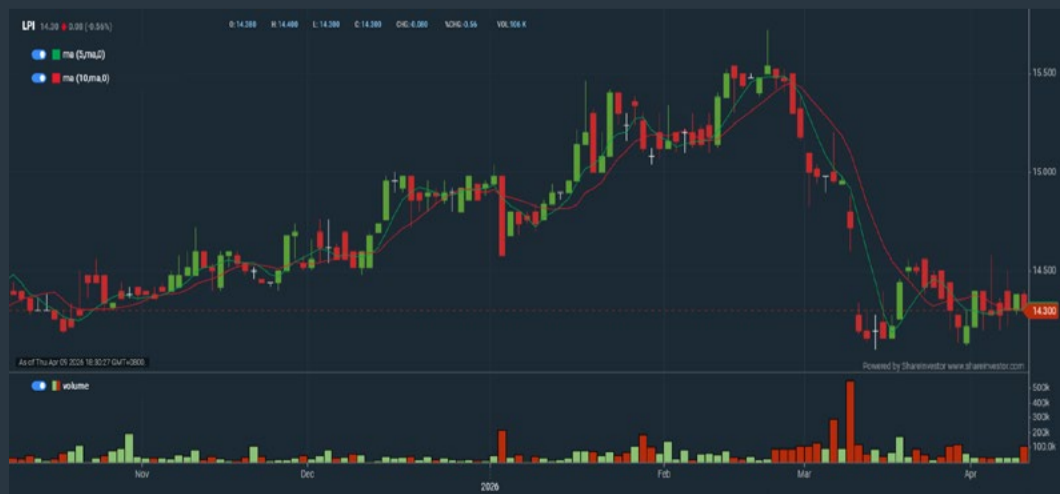 LPI 14.30 0.08 (-0.56%) O: 14.380 H: 14.400 L: 14.300 C: 14.300 CHG: -0.080 %CHG: -0.56 VOL: 106 K
ma (5,ma,0)
ma (10,ma,0)
15.500
15.000
14.500
14.300
As of Thu Apr 09 2026 18:30:27 GMT+0800
Powered by ShareInvestor www.shareinvestor.com
volume
500k
400k
300k
200k
100.0k
Nov Dec 2026 Feb Mar Apr